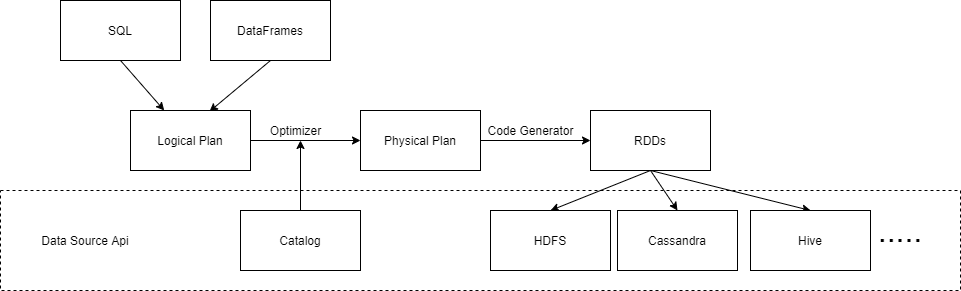 SQL
DataFrames
Logical Plan
Optimizer
Physical Plan
Code Generator
RDDs
Data Source Api
Catalog
HDFS
Cassandra
Hive
.....